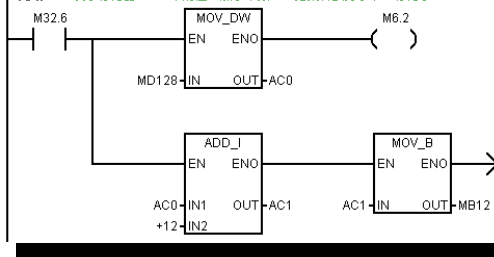 M32.6
MOV_DW
M6.2
EN ENO
MD128 IN OUT AC0
ADD_I
MOV_B
EN ENO
EN ENO
AC0 IN1 OUT AC1
AC1 IN OUT MB12
+12 IN2